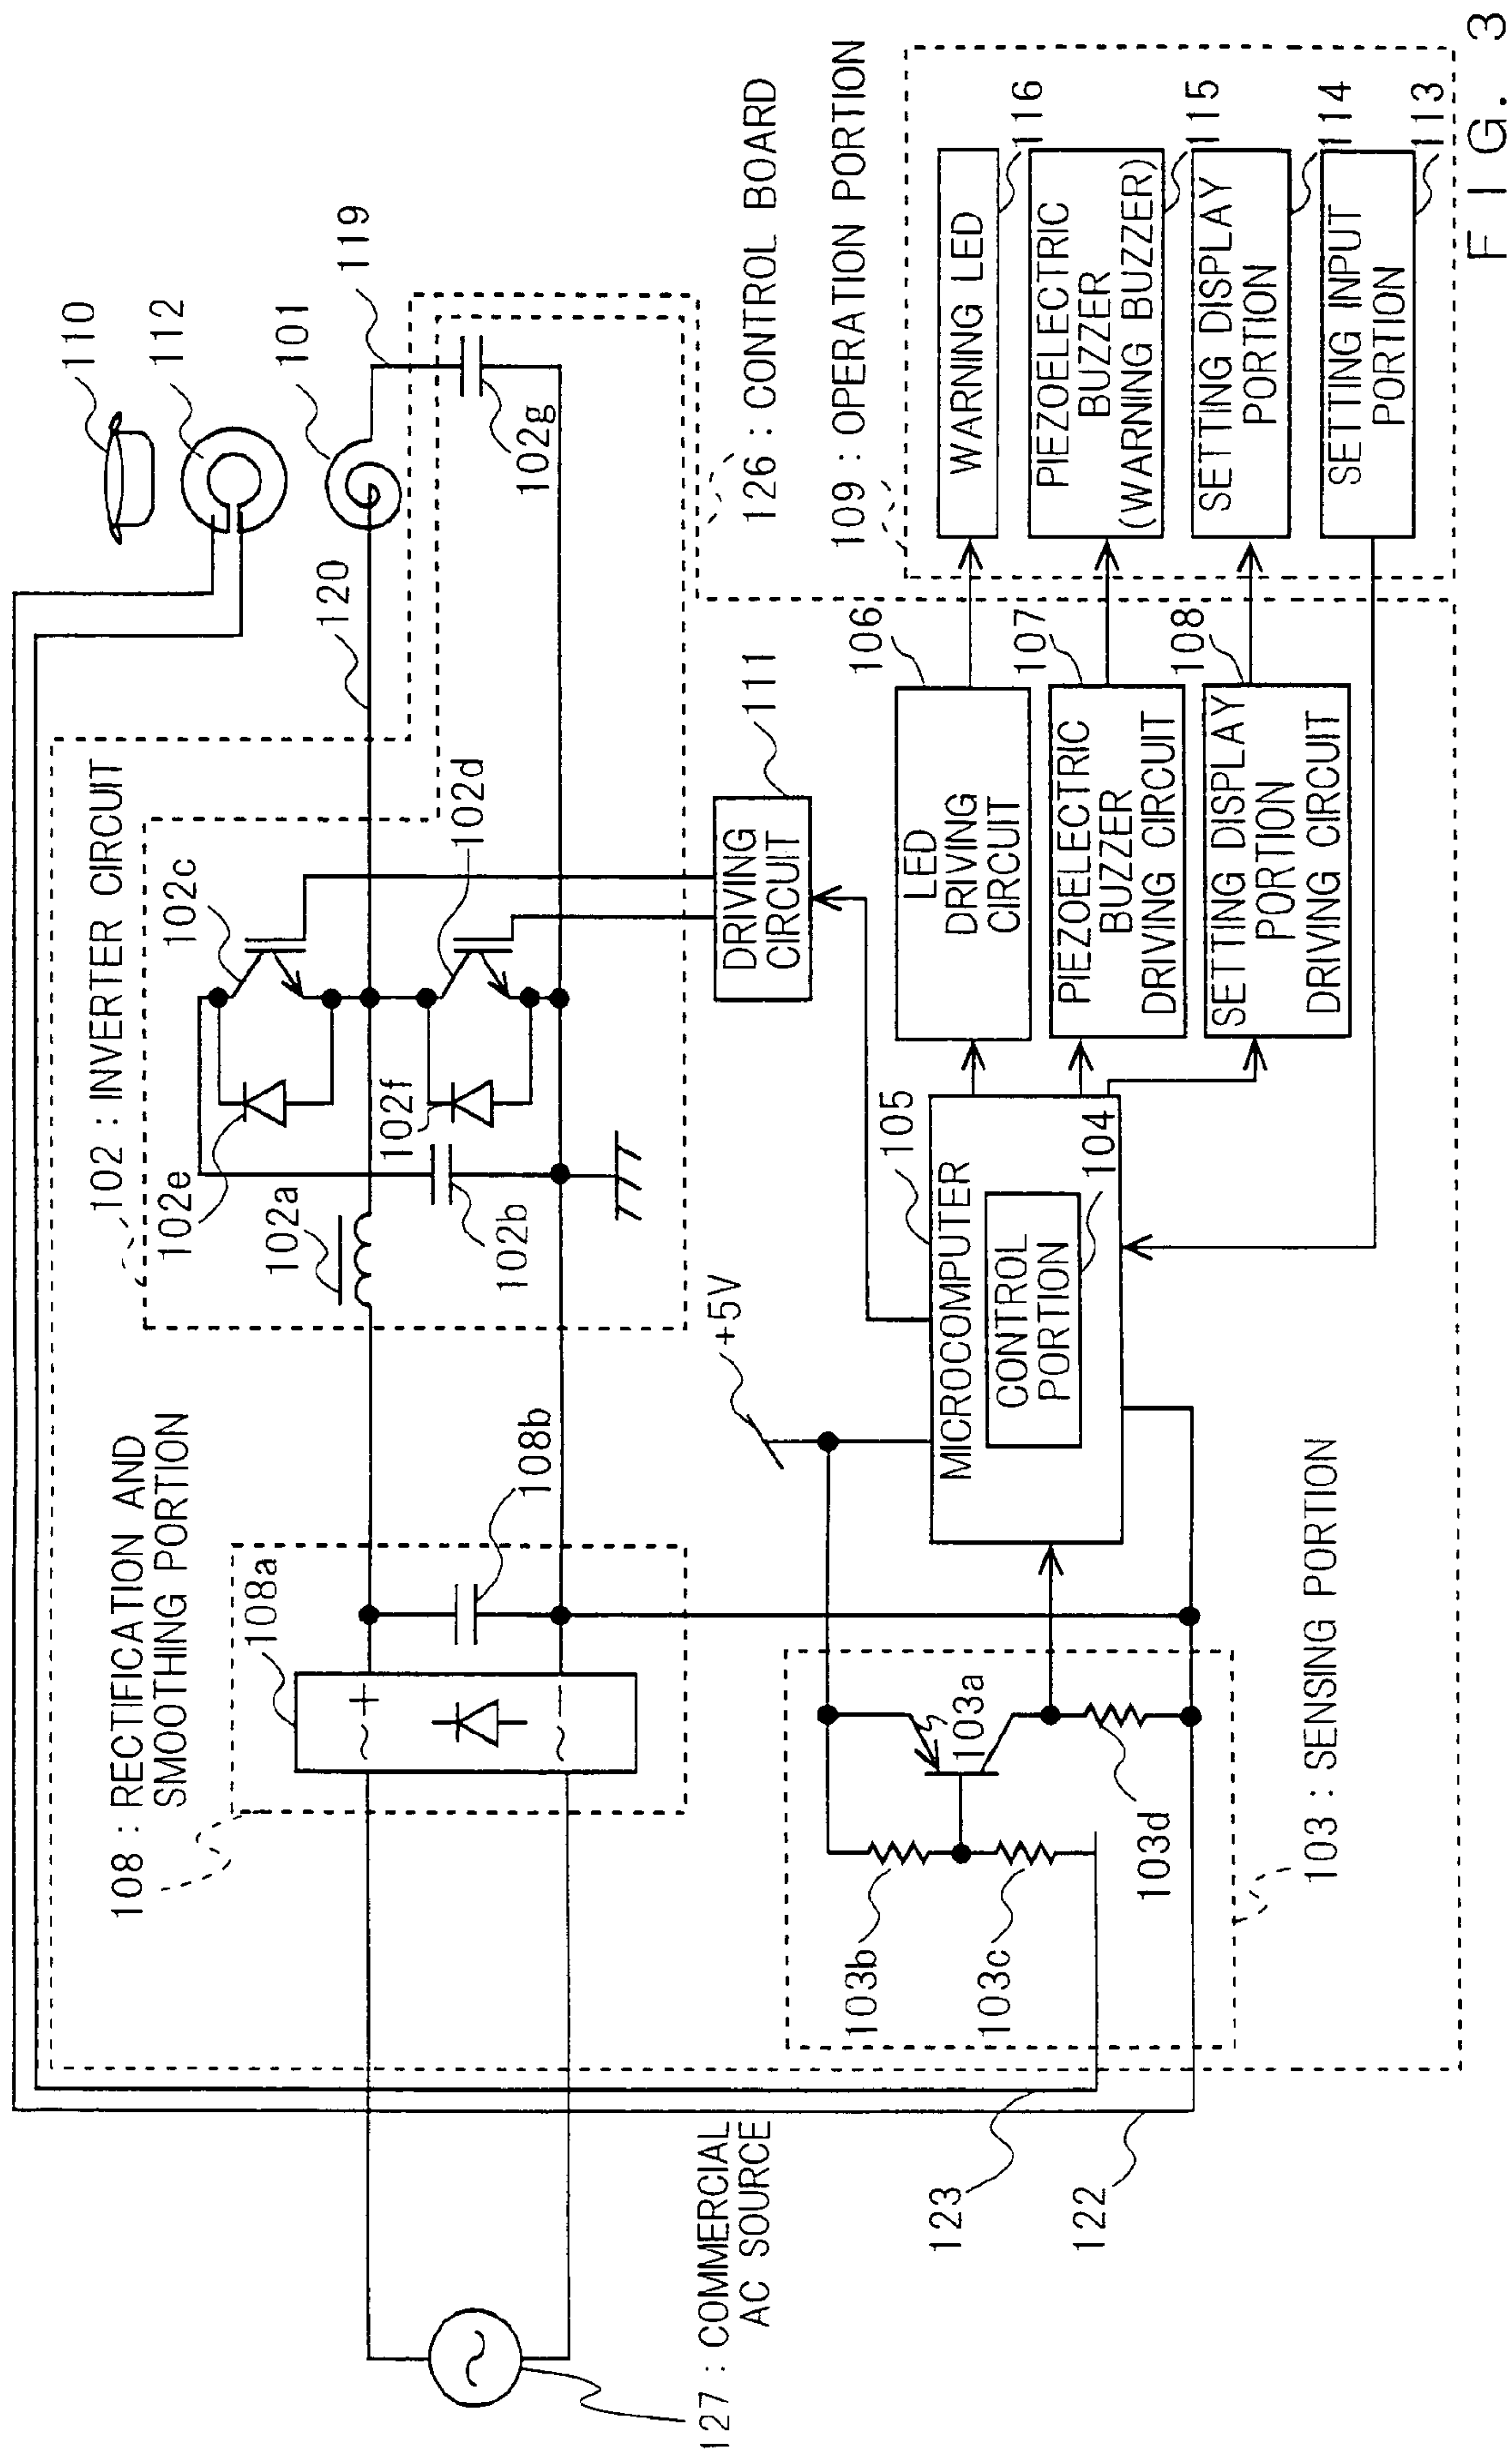 110
112
101
119
120
102g
102 : INVERTER CIRCUIT
102c
102d
102e
102f
102a
102b
108 : RECTIFICATION AND
SMOOTHING PORTION
108a
108b
~ +
~ −
127 : COMMERCIAL
AC SOURCE
126 : CONTROL BOARD
109 : OPERATION PORTION
WARNING LED
116
PIEZOELECTRIC
BUZZER
(WARNING BUZZER)
115
SETTING DISPLAY
PORTION
114
SETTING INPUT
PORTION
113
111
DRIVING
CIRCUIT
106
LED
DRIVING
CIRCUIT
107
PIEZOELECTRIC
BUZZER
DRIVING CIRCUIT
108
SETTING DISPLAY
PORTION
DRIVING CIRCUIT
+5V
105
MICROCOMPUTER
CONTROL
PORTION
104
103a
103b
103c
103d
103 : SENSING PORTION
123
122
FIG. 3